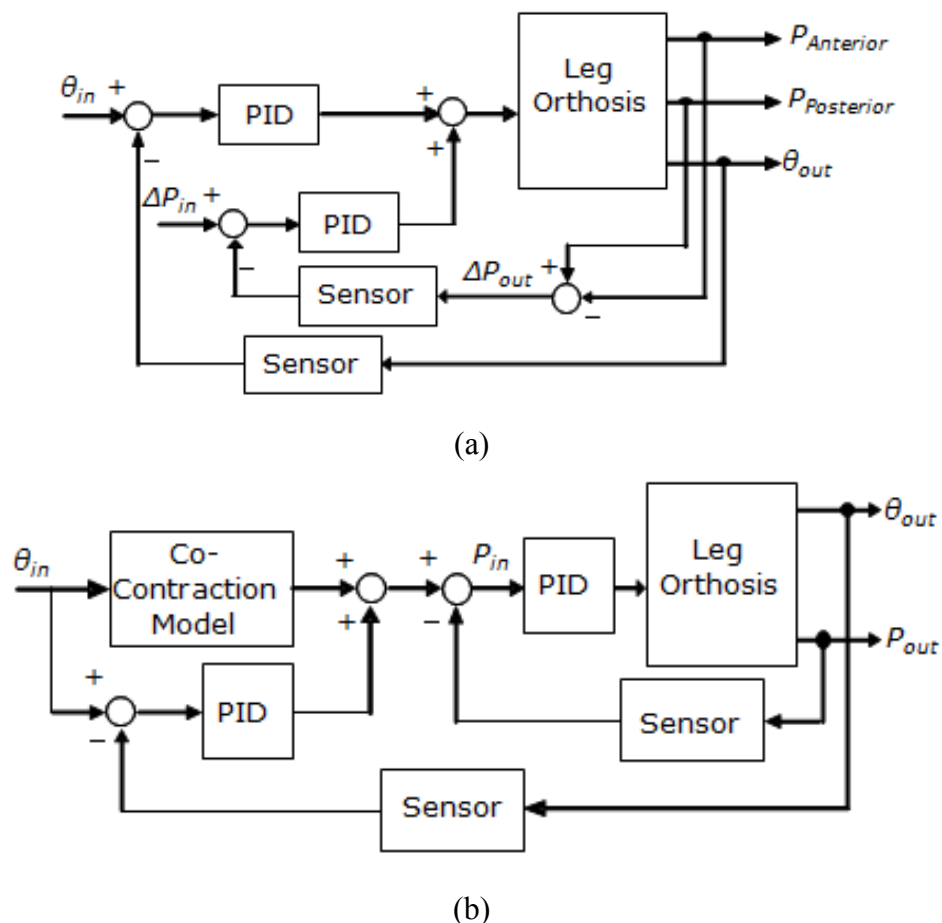 θin +
−
PID
+
+
Leg
Orthosis
PAnterior
PPosterior
θout
ΔPin +
−
PID
Sensor
ΔPout
+
−
Sensor
(a)
θin
Co-
Contraction
Model
+
+
+
−
Pin
PID
Leg
Orthosis
θout
Pout
+
−
PID
Sensor
Sensor
(b)